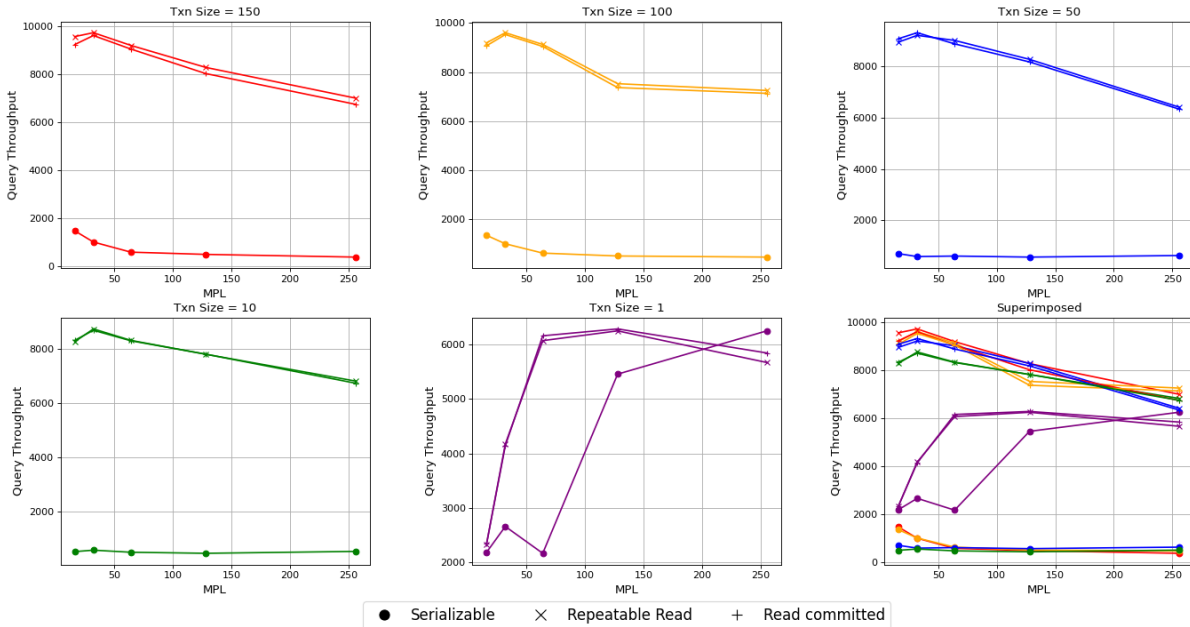 Txn Size = 150
10000
8000
6000
4000
2000
0
Query Throughput
50
100
150
200
250
MPL
Txn Size = 100
10000
8000
6000
4000
2000
Query Throughput
50
100
150
200
250
MPL
Txn Size = 50
8000
6000
4000
2000
Query Throughput
50
100
150
200
250
MPL
Txn Size = 10
8000
6000
4000
2000
Query Throughput
50
100
150
200
250
MPL
Txn Size = 1
6000
5000
4000
3000
2000
Query Throughput
50
100
150
200
250
MPL
Superimposed
10000
8000
6000
4000
2000
0
Query Throughput
50
100
150
200
250
MPL
Serializable
Repeatable Read
Read committed